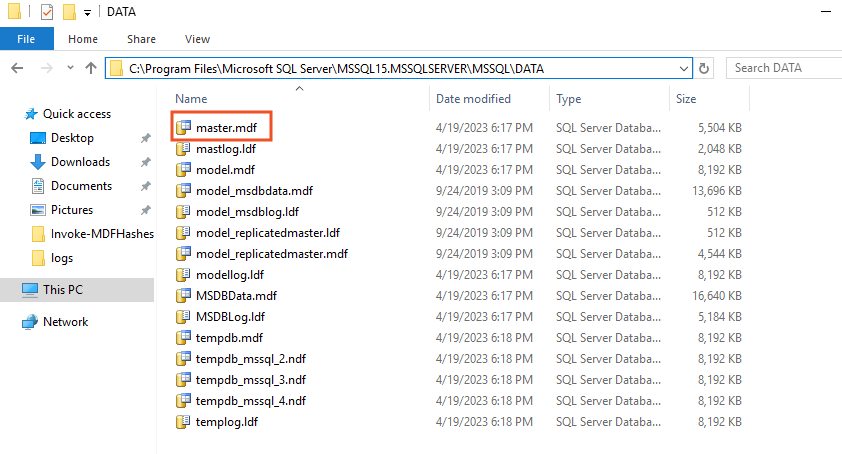 DATA
File Home Share View
C:\Program Files\Microsoft SQL Server\MSSQL15.MSSQLSERVER\MSSQL\DATA Search DATA
Name Date modified Type Size
Quick access
Desktop
Downloads
Documents
Pictures
Invoke-MDFHashes
logs
This PC
Network
master.mdf 4/19/2023 6:17 PM SQL Server Databa... 5,504 KB
mastlog.ldf 4/19/2023 6:17 PM SQL Server Databa... 2,048 KB
model.mdf 4/19/2023 6:17 PM SQL Server Databa... 8,192 KB
model_msdbdata.mdf 9/24/2019 3:09 PM SQL Server Databa... 13,696 KB
model_msdblog.ldf 9/24/2019 3:09 PM SQL Server Databa... 512 KB
model_replicatedmaster.ldf 9/24/2019 3:09 PM SQL Server Databa... 512 KB
model_replicatedmaster.mdf 9/24/2019 3:09 PM SQL Server Databa... 4,544 KB
modellog.ldf 4/19/2023 6:17 PM SQL Server Databa... 8,192 KB
MSDBData.mdf 4/19/2023 6:17 PM SQL Server Databa... 16,640 KB
MSDBLog.ldf 4/19/2023 6:17 PM SQL Server Databa... 5,184 KB
tempdb.mdf 4/19/2023 6:18 PM SQL Server Databa... 8,192 KB
tempdb_mssql_2.ndf 4/19/2023 6:18 PM SQL Server Databa... 8,192 KB
tempdb_mssql_3.ndf 4/19/2023 6:18 PM SQL Server Databa... 8,192 KB
tempdb_mssql_4.ndf 4/19/2023 6:18 PM SQL Server Databa... 8,192 KB
templog.ldf 4/19/2023 6:18 PM SQL Server Databa... 8,192 KB